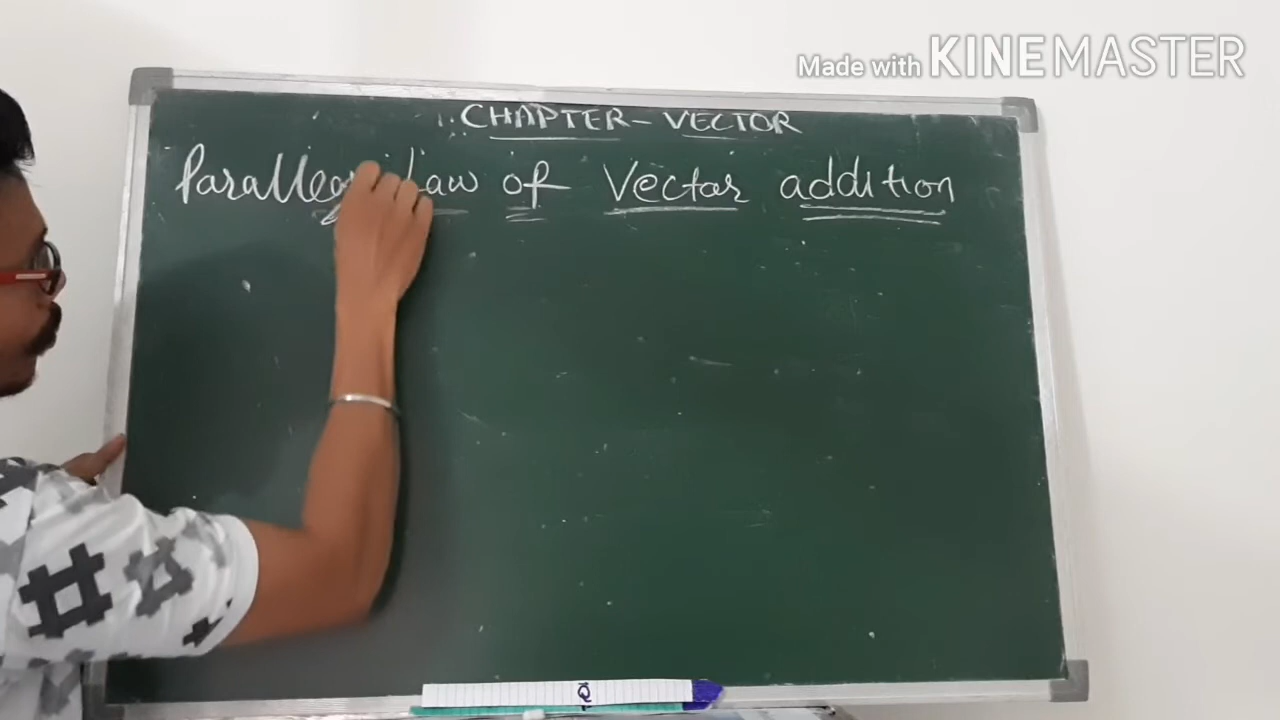 Made with KINEMASTER
CHAPTER - VECTOR
Law of Vector addition